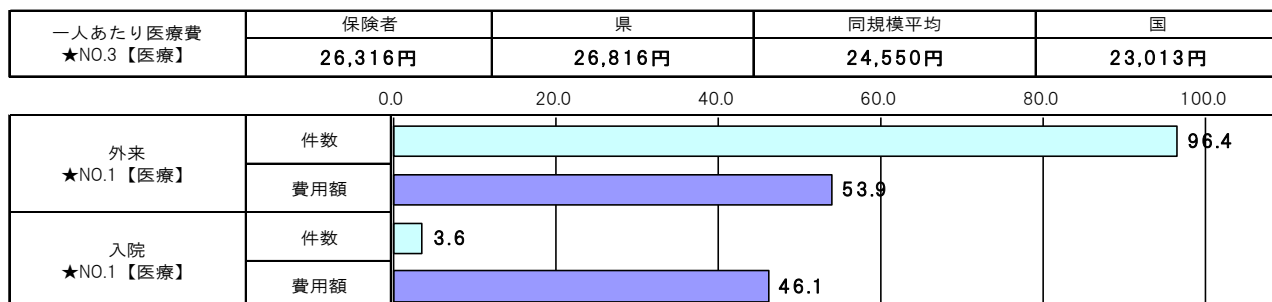 一人あたり医療費
★NO.3【医療】
保険者 県 同規模平均 国
26,316円 26,816円 24,550円 23,013円
0.0 20.0 40.0 60.0 80.0 100.0
外来
★NO.1【医療】
件数 96.4
費用額 53.9
入院
★NO.1【医療】
件数 3.6
費用額 46.1